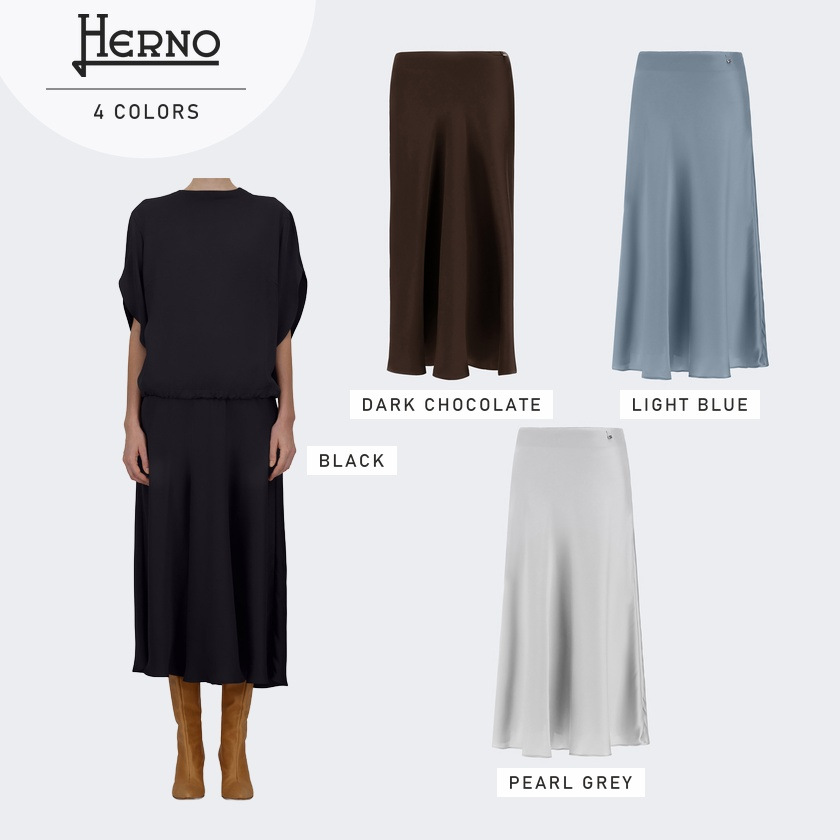 HERNO
4 COLORS
DARK CHOCOLATE
LIGHT BLUE
BLACK
PEARL GREY